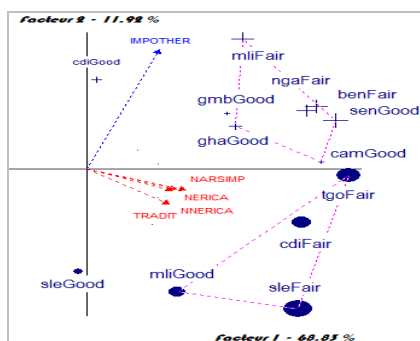 Facteur 2 - 11.92 %
IMPOTHER
cdiGood
mliFair
ngaFair
benFair
gmbGood
senGood
ghaGood
camGood
NARSIMP
tgoFair
NERICA
NNERICA
TRADIT
cdiFair
mliGood
sleGood
sleFair
Facteur 1 - 68.83 %